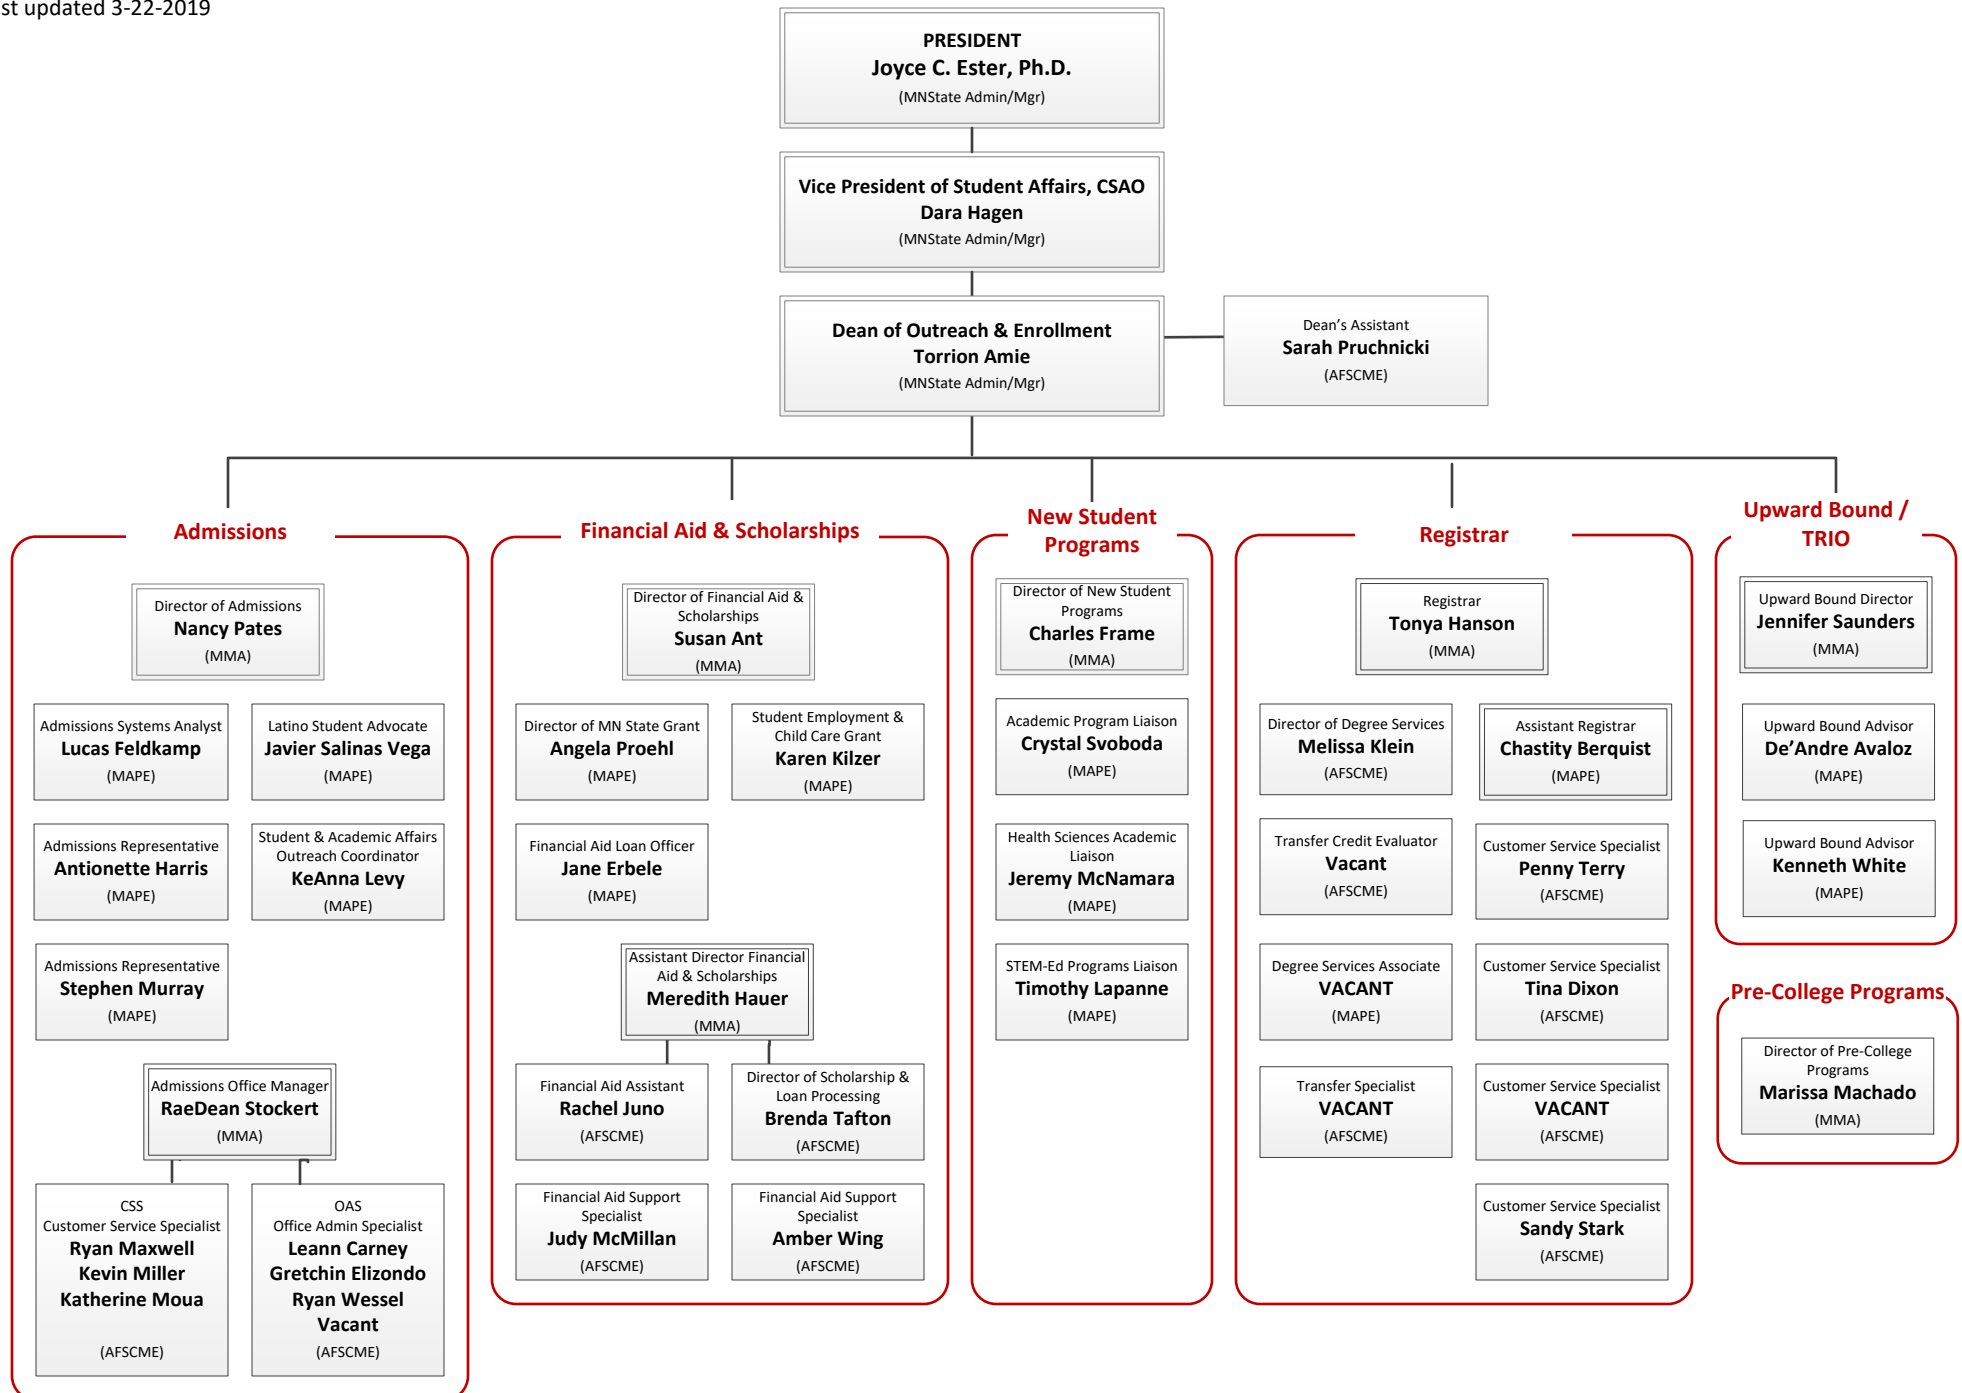 st updated 3-22-2019
PRESIDENT
Joyce C. Ester, Ph.D.
(MNState Admin/Mgr)
Vice President of Student Affairs, CSAO
Dara Hagen
(MNState Admin/Mgr)
Dean of Outreach & Enrollment
Torrion Amie
(MNState Admin/Mgr)
Dean's Assistant
Sarah Pruchnicki
(AFSCME)
Admissions
Director of Admissions
Nancy Pates
(MMA)
Admissions Systems Analyst
Lucas Feldkamp
(MAPE)
Latino Student Advocate
Javier Salinas Vega
(MAPE)
Admissions Representative
Antionette Harris
(MAPE)
Student & Academic Affairs
Outreach Coordinator
KeAnna Levy
(MAPE)
Admissions Representative
Stephen Murray
(MAPE)
Admissions Office Manager
RaeDean Stockert
(MMA)
CSS
Customer Service Specialist
Ryan Maxwell
Kevin Miller
Katherine Moua
(AFSCME)
OAS
Office Admin Specialist
Leann Carney
Gretchin Elizondo
Ryan Wessel
Vacant
(AFSCME)
Financial Aid & Scholarships
Director of Financial Aid &
Scholarships
Susan Ant
(MMA)
Director of MN State Grant
Angela Proehl
(MAPE)
Student Employment &
Child Care Grant
Karen Kilzer
(MAPE)
Financial Aid Loan Officer
Jane Erbele
(MAPE)
Assistant Director Financial
Aid & Scholarships
Meredith Hauer
(MMA)
Financial Aid Assistant
Rachel Juno
(AFSCME)
Director of Scholarship &
Loan Processing
Brenda Tafton
(AFSCME)
Financial Aid Support
Specialist
Judy McMillan
(AFSCME)
Financial Aid Support
Specialist
Amber Wing
(AFSCME)
New Student
Programs
Director of New Student
Programs
Charles Frame
(MMA)
Academic Program Liaison
Crystal Svoboda
(MAPE)
Health Sciences Academic
Liaison
Jeremy McNamara
(MAPE)
STEM-Ed Programs Liaison
Timothy Lapanne
(MAPE)
Registrar
Registrar
Tonya Hanson
(MMA)
Director of Degree Services
Melissa Klein
(AFSCME)
Assistant Registrar
Chastity Berquist
(MAPE)
Transfer Credit Evaluator
Vacant
(AFSCME)
Customer Service Specialist
Penny Terry
(AFSCME)
Degree Services Associate
VACANT
(MAPE)
Customer Service Specialist
Tina Dixon
(AFSCME)
Transfer Specialist
VACANT
(AFSCME)
Customer Service Specialist
VACANT
(AFSCME)
Customer Service Specialist
Sandy Stark
(AFSCME)
Upward Bound /
TRIO
Upward Bound Director
Jennifer Saunders
(MMA)
Upward Bound Advisor
De'Andre Avaloz
(MAPE)
Upward Bound Advisor
Kenneth White
(MAPE)
Pre-College Programs
Director of Pre-College
Programs
Marissa Machado
(MMA)